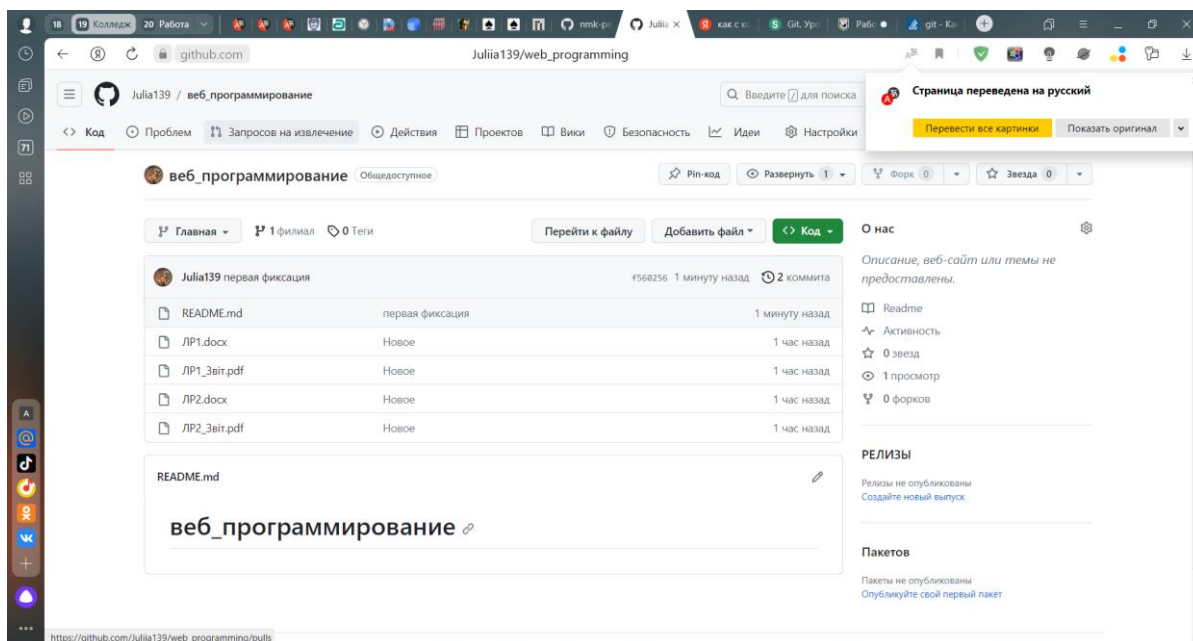 18 19 Колледж 20 Работа nmk-pr Juliia как с ко Git. Уро Рабо git - Ка
github.com Juliia139/web_programming
Страница переведена на русский
Перевести все картинки Показать оригинал
Julia139 / веб_программирование Введите / для поиска
Код Проблем Запросов на извлечение Действия Проектов Вики Безопасность Идеи Настройки
71
веб_программирование Общедоступное Pin-код Развернуть 1 Форк 0 Звезда 0
Главная 1 филиал 0 Теги Перейти к файлу Добавить файл Код
О нас
Описание, веб-сайт или темы не
предоставлены.
Julia139 первая фиксация f560256 1 минуту назад 2 коммита
README.md первая фиксация 1 минуту назад
ЛР1.docx Новое 1 час назад
ЛР1_Звіт.pdf Новое 1 час назад
ЛР2.docx Новое 1 час назад
ЛР2_Звіт.pdf Новое 1 час назад
Readme
Активность
0 звезд
1 просмотр
0 форков
README.md
веб_программирование
РЕЛИЗЫ
Релизы не опубликованы
Создайте новый выпуск
Пакетов
Пакеты не опубликованы
Опубликуйте свой первый пакет
https://github.com/Juliia139/web_programming/pulls